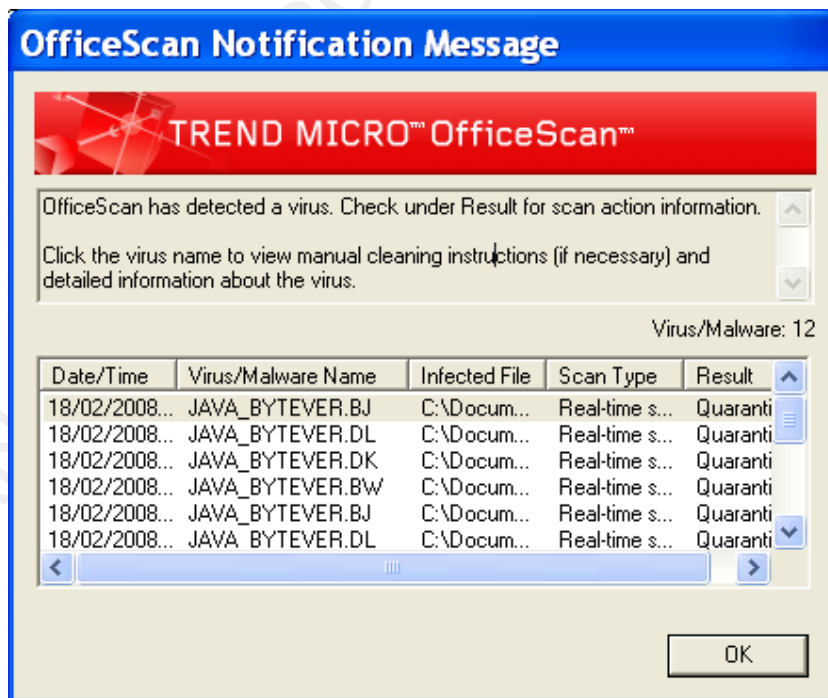 OfficeScan Notification Message
TREND MICRO™ OfficeScan™
OfficeScan has detected a virus. Check under Result for scan action information.
Click the virus name to view manual cleaning instructions (if necessary) and
detailed information about the virus.
Virus/Malware: 12
Date/Time Virus/Malware Name Infected File Scan Type Result
18/02/2008... JAVA_BYTEVER.BJ C:\Docum... Real-time s... Quaranti
18/02/2008... JAVA_BYTEVER.DL C:\Docum... Real-time s... Quaranti
18/02/2008... JAVA_BYTEVER.DK C:\Docum... Real-time s... Quaranti
18/02/2008... JAVA_BYTEVER.BW C:\Docum... Real-time s... Quaranti
18/02/2008... JAVA_BYTEVER.BJ C:\Docum... Real-time s... Quaranti
18/02/2008... JAVA_BYTEVER.DL C:\Docum... Real-time s... Quaranti
OK